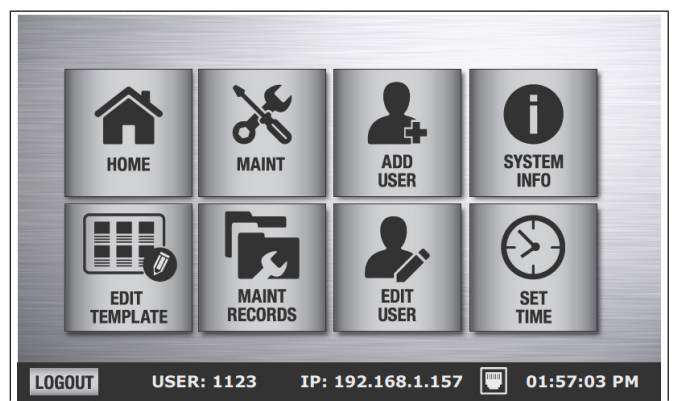 HOME
MAINT
ADD
USER
SYSTEM
INFO
EDIT
TEMPLATE
MAINT
RECORDS
EDIT
USER
SET
TIME
LOGOUT USER: 1123 IP: 192.168.1.157 01:57:03 PM